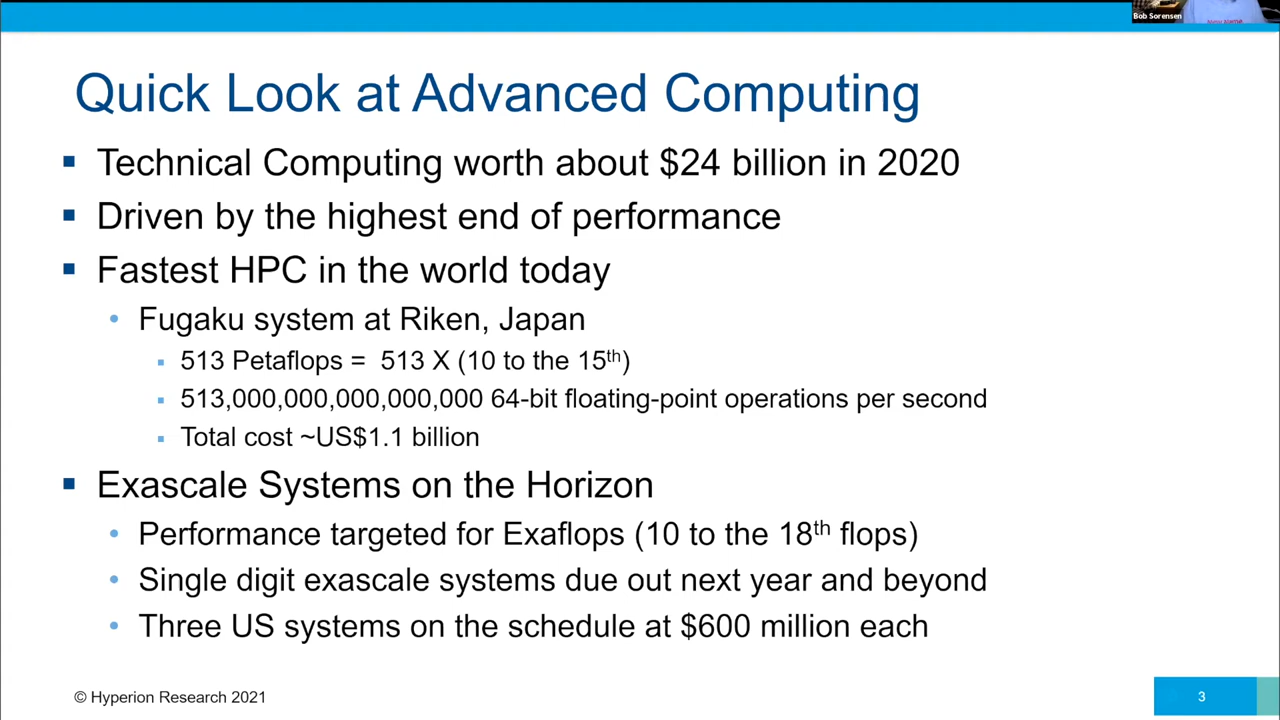 Bob Sorensen
Quick Look at Advanced Computing
▪ Technical Computing worth about $24 billion in 2020
▪ Driven by the highest end of performance
▪ Fastest HPC in the world today
• Fugaku system at Riken, Japan
▪ 513 Petaflops = 513 X (10 to the 15th)
▪ 513,000,000,000,000,000 64-bit floating-point operations per second
▪ Total cost ~US$1.1 billion
▪ Exascale Systems on the Horizon
• Performance targeted for Exaflops (10 to the 18th flops)
• Single digit exascale systems due out next year and beyond
• Three US systems on the schedule at $600 million each
© Hyperion Research 2021
3